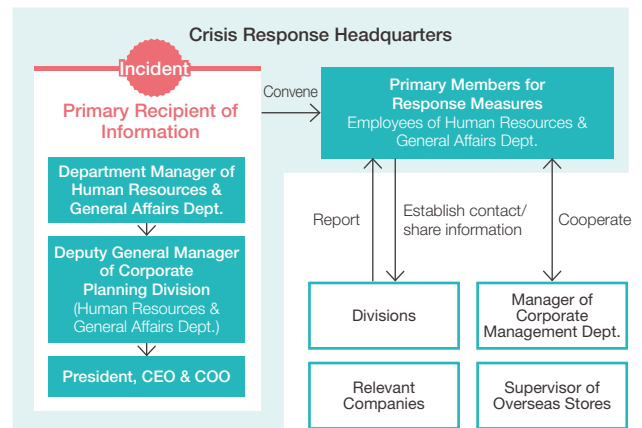 Crisis Response Headquarters
Incident
Primary Recipient of
Information
Department Manager of
Human Resources &
General Affairs Dept.
Deputy General Manager
of Corporate
Planning Division
(Human Resources &
General Affairs Dept.)
President, CEO & COO
Convene
Primary Members for
Response Measures
Employees of Human Resources &
General Affairs Dept.
Report
Establish contact/
share information
Cooperate
Divisions
Manager of
Corporate
Management Dept.
Relevant
Companies
Supervisor of
Overseas Stores